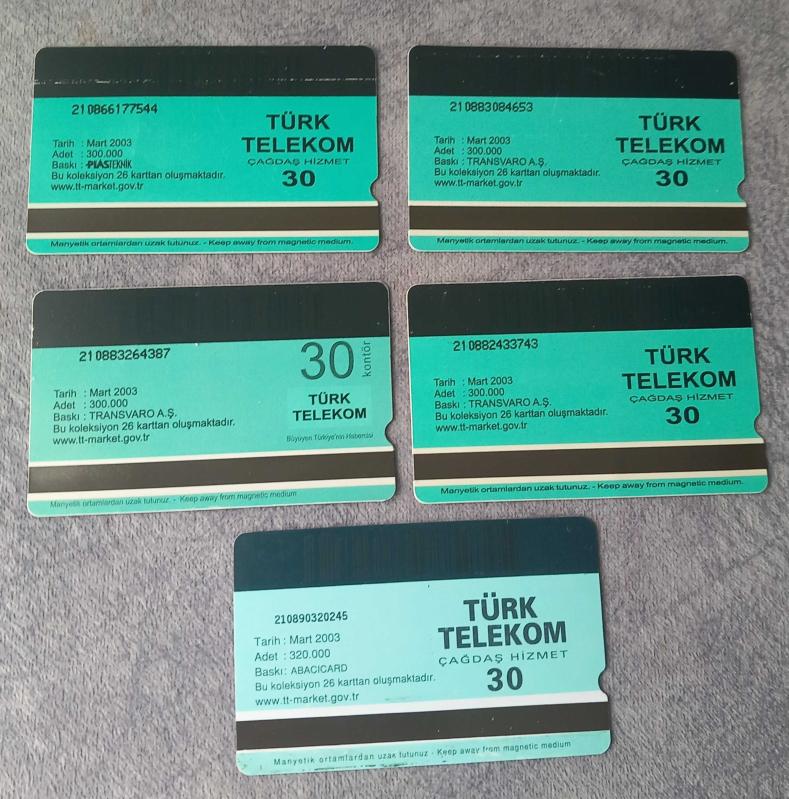 210866177544
Tarih : Mart 2003
Adet : 300.000
Baskı : PLASTEKNİK
Bu koleksiyon 26 karttan oluşmaktadır.
www.tt-market.gov.tr
TÜRK
TELEKOM
ÇAĞDAŞ HİZMET
30
Manyetik ortamlardan uzak tutunuz. - Keep away from magnetic medium.
210883084653
Tarih : Mart 2003
Adet : 300.000
Baskı : TRANSVARO A.Ş.
Bu koleksiyon 26 karttan oluşmaktadır.
www.tt-market.gov.tr
TÜRK
TELEKOM
ÇAĞDAŞ HİZMET
30
Manyetik ortamlardan uzak tutunuz. - Keep away from magnetic medium.
210883264387
Tarih : Mart 2003
Adet : 300.000
Baskı : TRANSVARO A.Ş.
Bu koleksiyon 26 karttan oluşmaktadır.
www.tt-market.gov.tr
30 kontör
TÜRK
TELEKOM
Büyüyen Türkiye'nin Habercisi
Manyetik ortamlardan uzak tutunuz. - Keep away from magnetic medium
210882433743
Tarih : Mart 2003
Adet : 300.000
Baskı : TRANSVARO A.Ş.
Bu koleksiyon 26 karttan oluşmaktadır.
www.tt-market.gov.tr
TÜRK
TELEKOM
ÇAĞDAŞ HİZMET
30
Manyetik ortamlardan uzak tutunuz. - Keep away from magnetic medium.
210890320245
Tarih : Mart 2003
Adet : 320.000
Baskı : ABACICARD
Bu koleksiyon 26 karttan oluşmaktadır.
www.tt-market.gov.tr
TÜRK
TELEKOM
ÇAĞDAŞ HİZMET
30
Manyetik ortamlardan uzak tutunuz - Keep away from magnetic medium